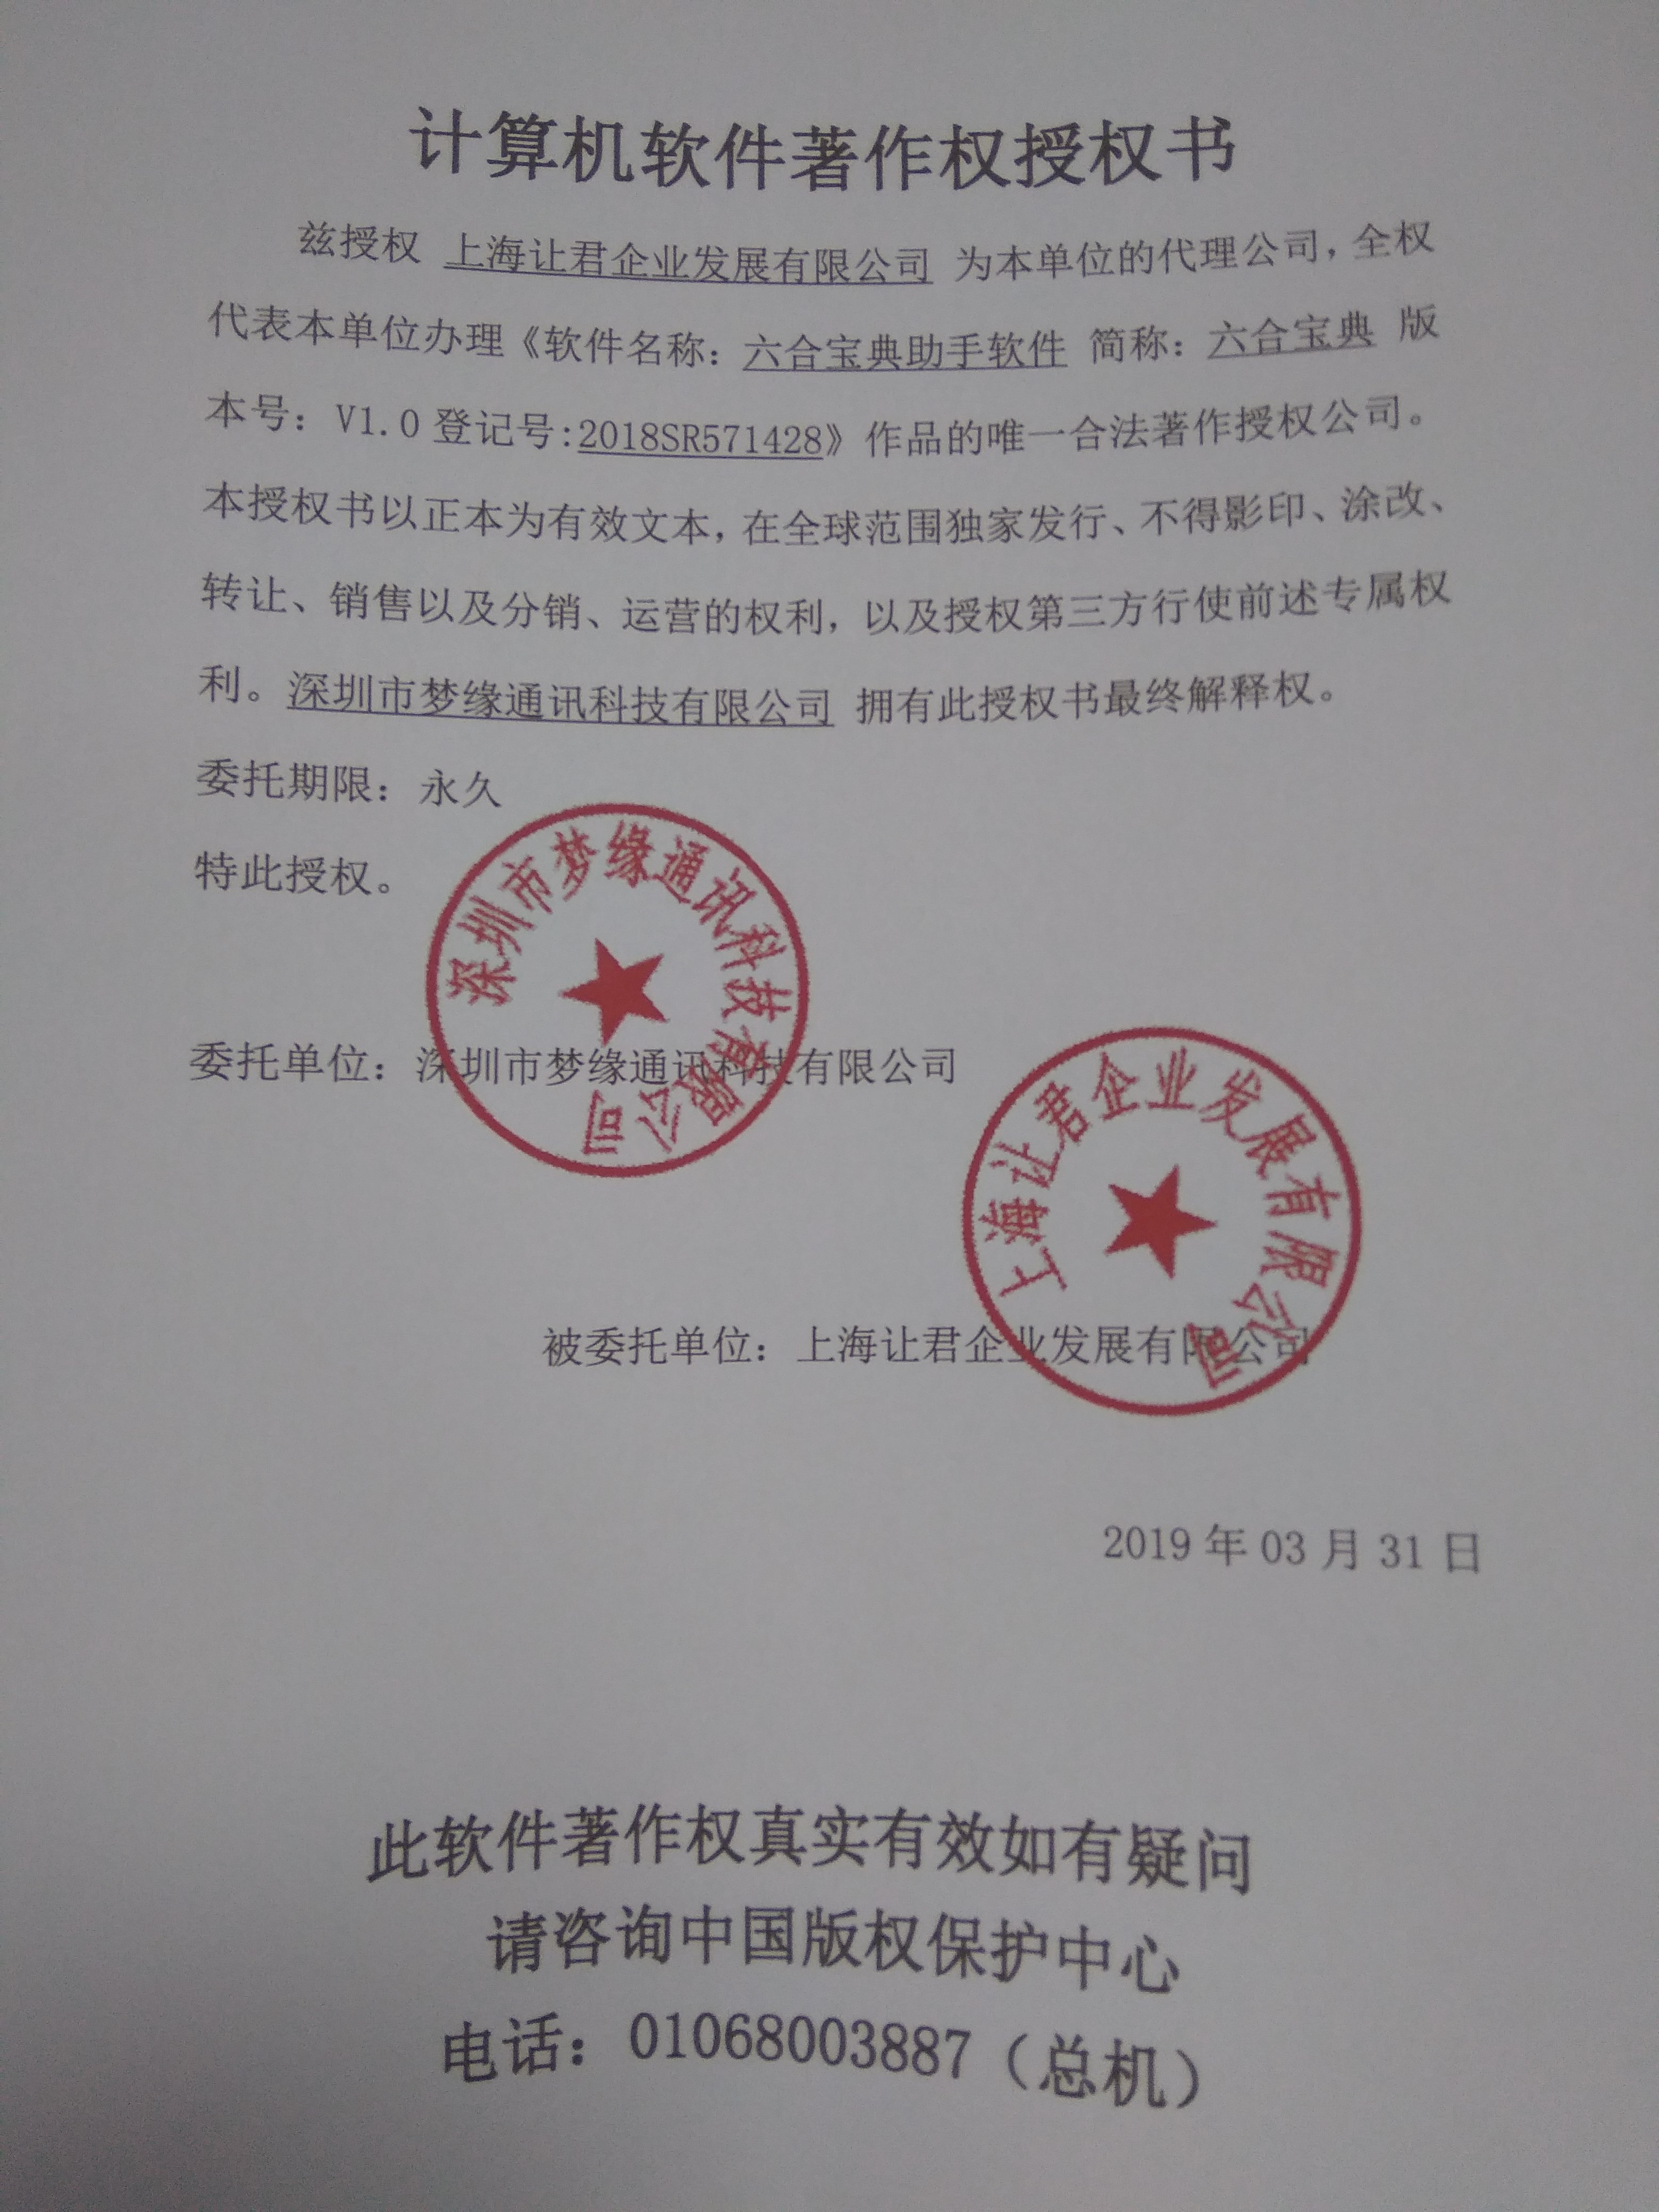 计算机软件著作权授权书
兹授权 上海让君企业发展有限公司 为本单位的代理公司，全权
代表本单位办理《软件名称：六合宝典助手软件 简称：六合宝典 版
本号：V1.0 登记号:2018SR571428》作品的唯一合法著作授权公司。
本授权书以正本为有效文本，在全球范围独家发行、不得影印、涂改、
转让、销售以及分销、运营的权利，以及授权第三方行使前述专属权
利。深圳市梦缘通讯科技有限公司 拥有此授权书最终解释权。
委托期限：永久
特此授权。
深圳市梦缘通讯科技有限公司
委托单位：深圳市梦缘通讯科技有限公司
上海让君企业发展有限公司
被委托单位：上海让君企业发展有限公司
2019 年 03 月 31 日
此软件著作权真实有效如有疑问
请咨询中国版权保护中心
电话：01068003887（总机）